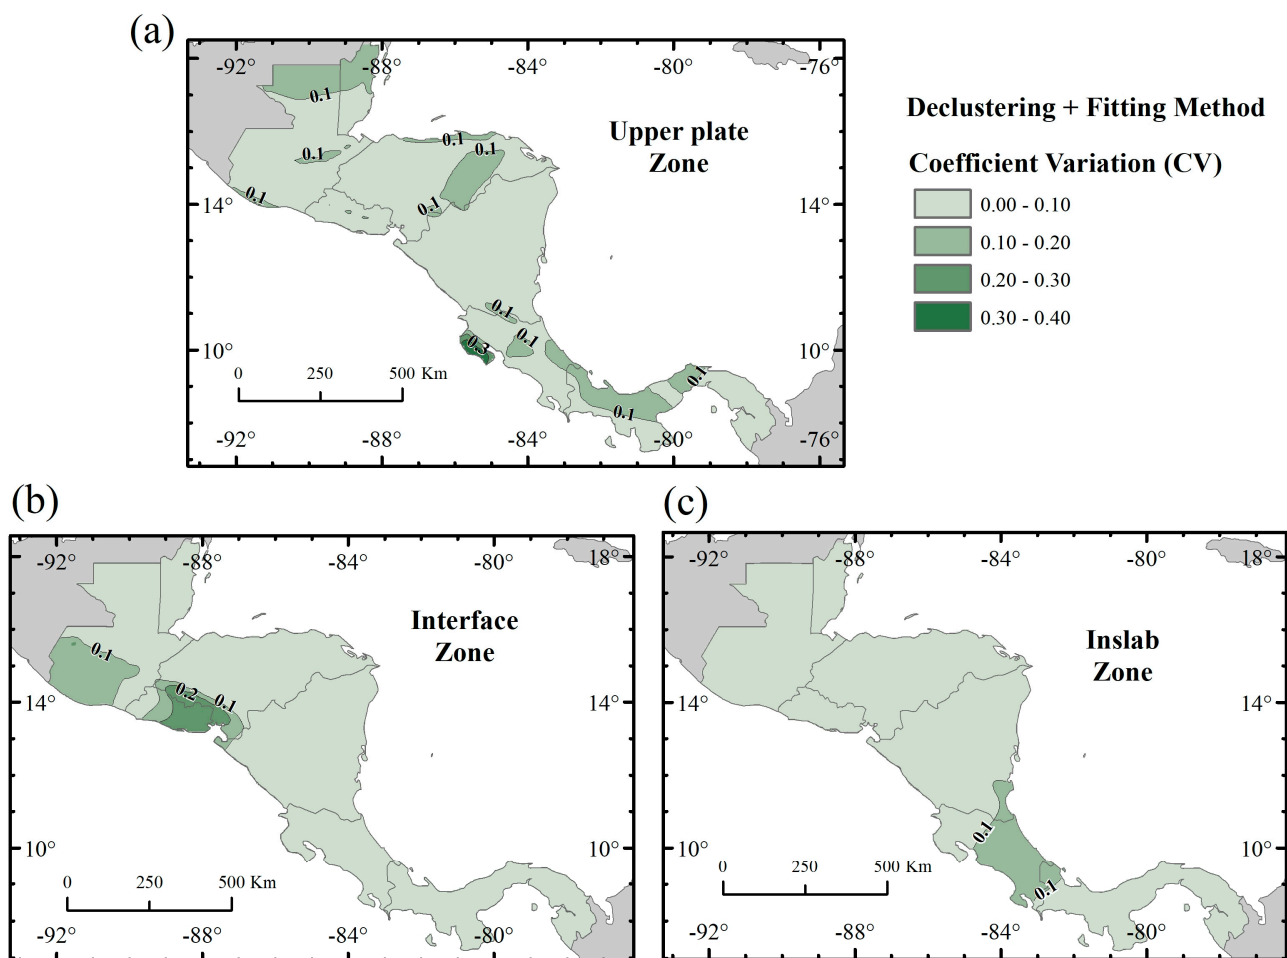 (a)
-92° -88° -84° -80° -76°
0.1
Upper plate
Zone
0.1
0.1
0.1
0.1
0.1
14°
14°
0.1
0.1
0.3
10°
10°
0.1
0.1
0 250 500 Km
-92° -88° -84° -80° -76°
Declustering + Fitting Method
Coefficient Variation (CV)
0.00 - 0.10
0.10 - 0.20
0.20 - 0.30
0.30 - 0.40
(b)
-92° -88° -84° -80° 18°
Interface
Zone
0.1
0.2
0.1
14°
14°
10°
10°
0 250 500 Km
-92° -88° -84° -80°
(c)
-92° -88° -84° -80° 18°
Inslab
Zone
14°
14°
0.1
10°
10°
0.1
0 250 500 Km
-92° -88° -84° -80°